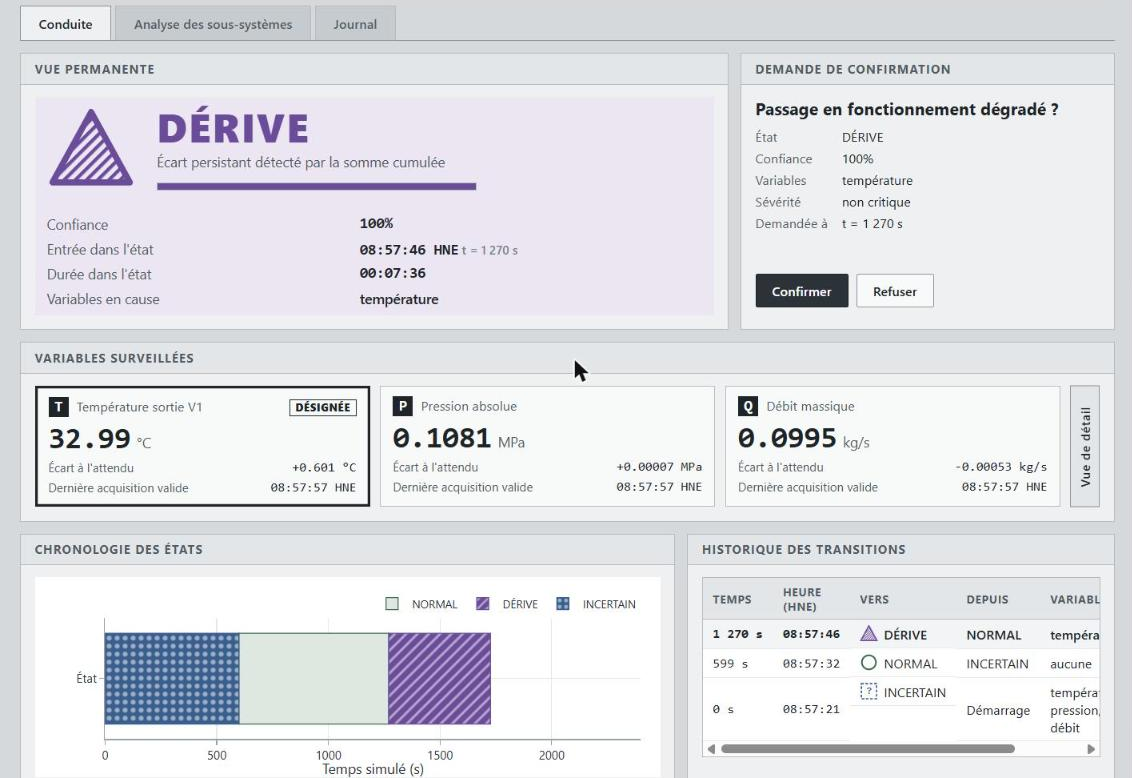 Conduite
Analyse des sous-systèmes
Journal
VUE PERMANENTE
DÉRIVE
Écart persistant détecté par la somme cumulée
Confiance 100%
Entrée dans l'état 08:57:46 HNE t = 1 270 s
Durée dans l'état 00:07:36
Variables en cause température
DEMANDE DE CONFIRMATION
Passage en fonctionnement dégradé ?
État DÉRIVE
Confiance 100%
Variables température
Sévérité non critique
Demandée à t = 1 270 s
Confirmer
Refuser
VARIABLES SURVEILLÉES
T Température sortie V1 DÉSIGNÉE
32.99 °C
Écart à l'attendu +0.601 °C
Dernière acquisition valide 08:57:57 HNE
P Pression absolue
0.1081 MPa
Écart à l'attendu +0.00007 MPa
Dernière acquisition valide 08:57:57 HNE
Q Débit massique
0.0995 kg/s
Écart à l'attendu -0.00053 kg/s
Dernière acquisition valide 08:57:57 HNE
Vue de détail
CHRONOLOGIE DES ÉTATS
NORMAL DÉRIVE INCERTAIN
État
0 500 1000 1500 2000
Temps simulé (s)
HISTORIQUE DES TRANSITIONS
TEMPS HEURE (HNE) VERS DEPUIS VARIABL
1 270 s 08:57:46 DÉRIVE NORMAL tempéra
599 s 08:57:32 NORMAL INCERTAIN aucune
0 s 08:57:21 ? INCERTAIN Démarrage températ
pression,
débit